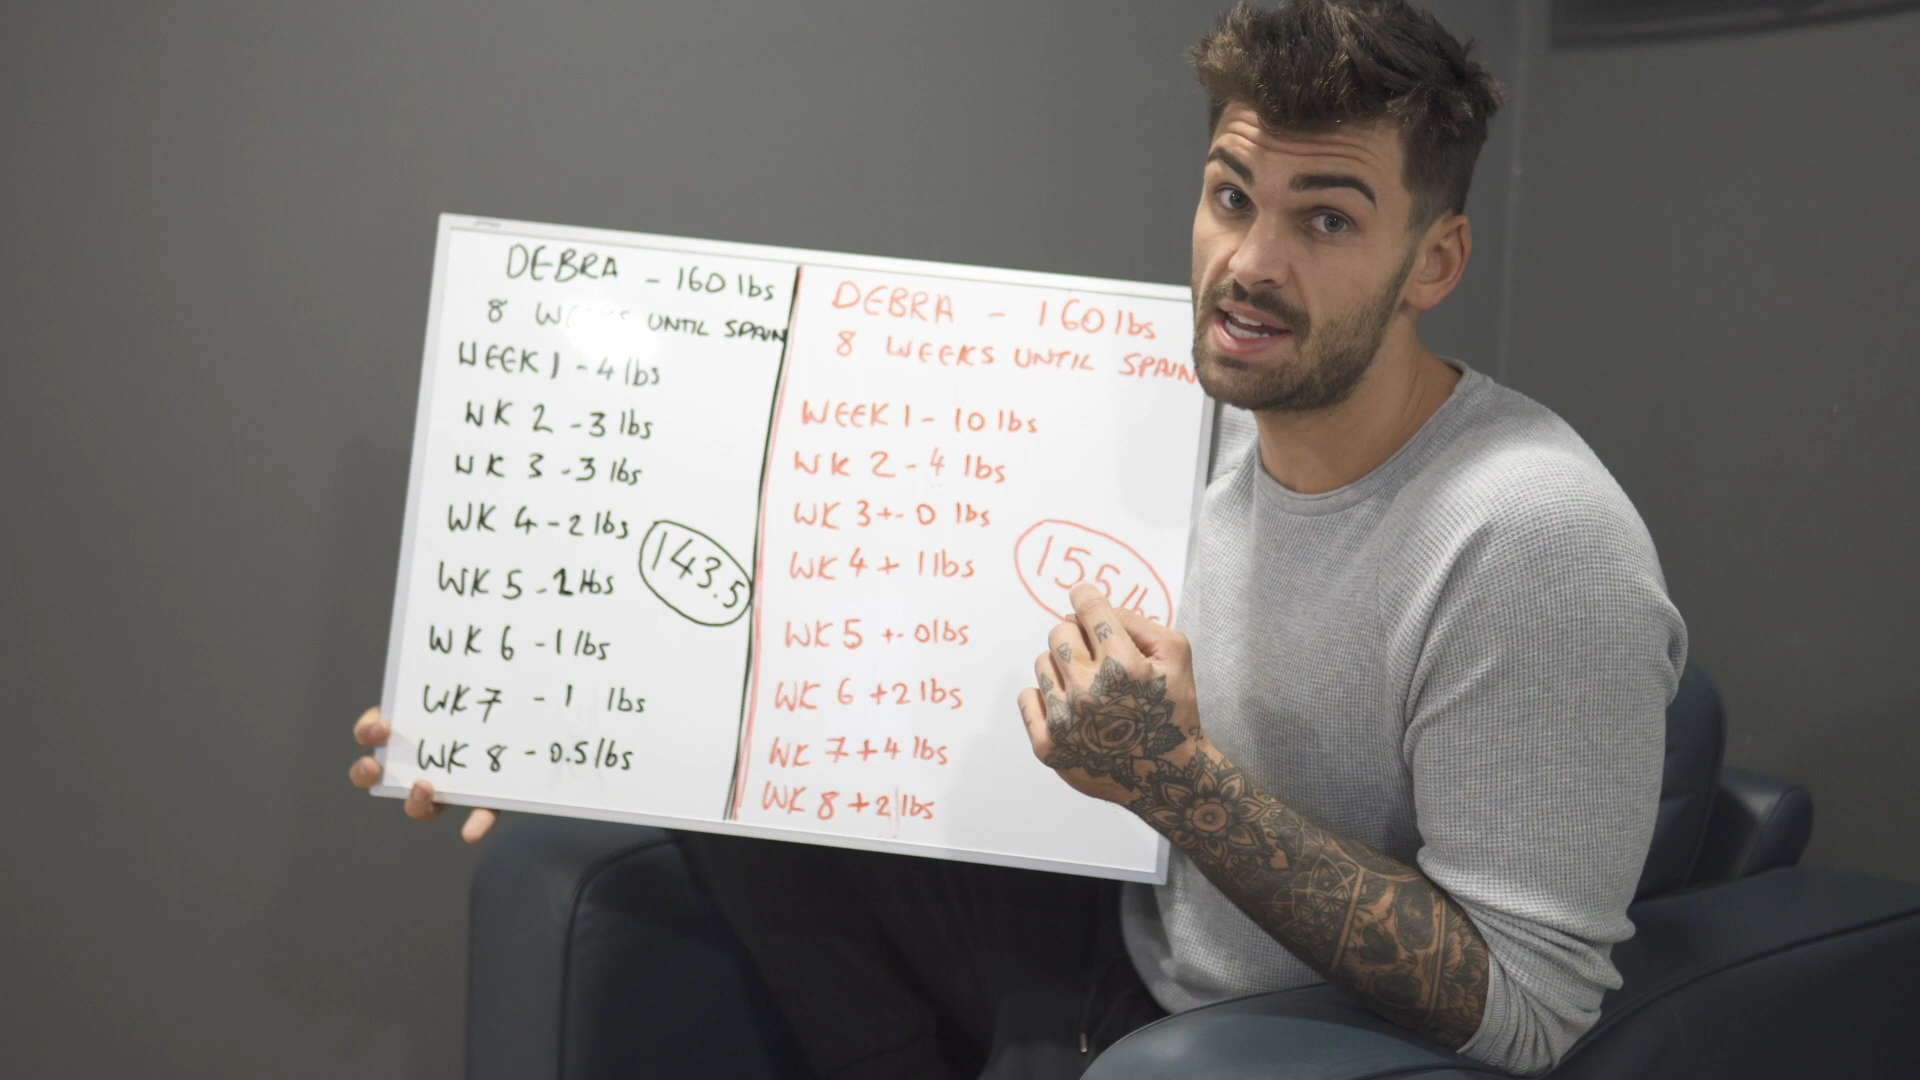 DEBRA - 160 lbs
8 UNTIL SPAIN
WEEK 1 - 4 lbs
WK 2 - 3 lbs
WK 3 - 3 lbs
WK 4 - 2 lbs
WK 5 - lbs
WK 6 - 1 lbs
WK 7 - 1 lbs
WK 8 - 0.5 lbs
143.5
DEBRA - 160 lbs
8 WEEKS UNTIL SPAIN
WEEK 1 - 10 lbs
WK 2 - 4 lbs
WK 3 +- 0 lbs
WK 4 + 1 lbs
WK 5 +- 0lbs
WK 6 + 2 lbs
WK 7 + 4 lbs
WK 8 + 2 lbs
155 lbs